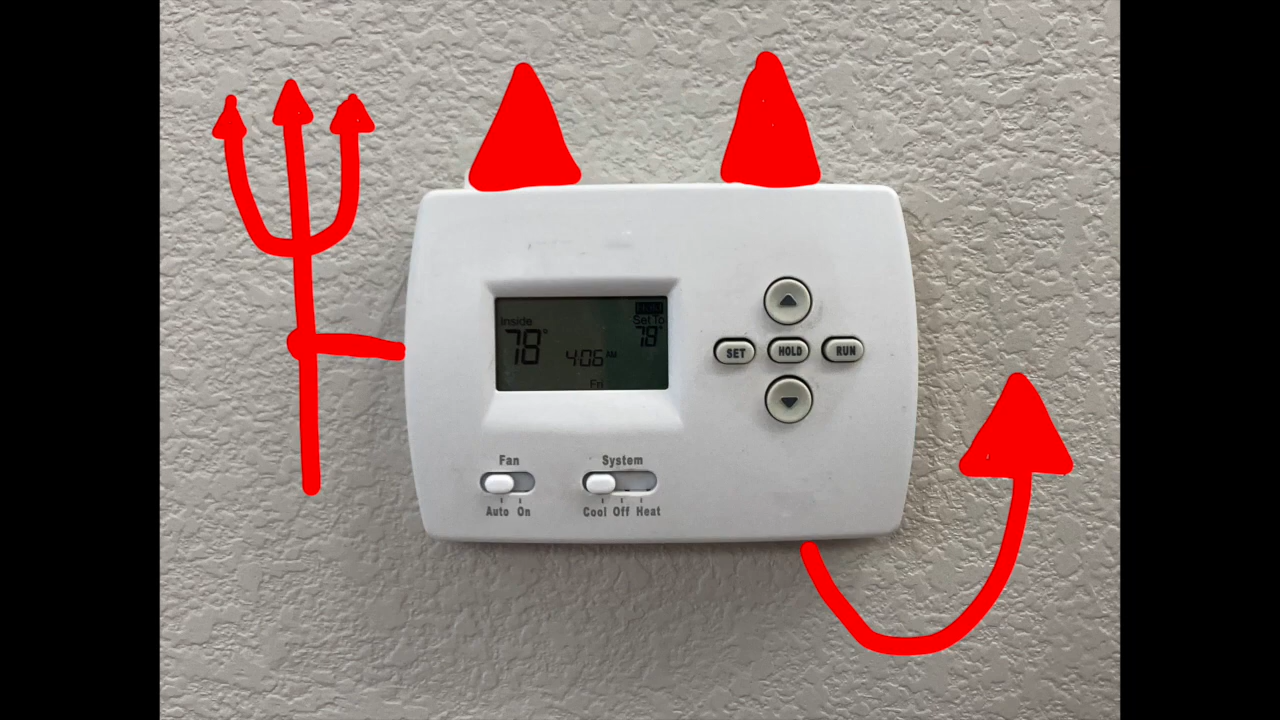 Inside
78°
4:06 AM
Fri
Set To
78°
SET
HOLD
RUN
Fan
Auto On
System
Cool Off Heat